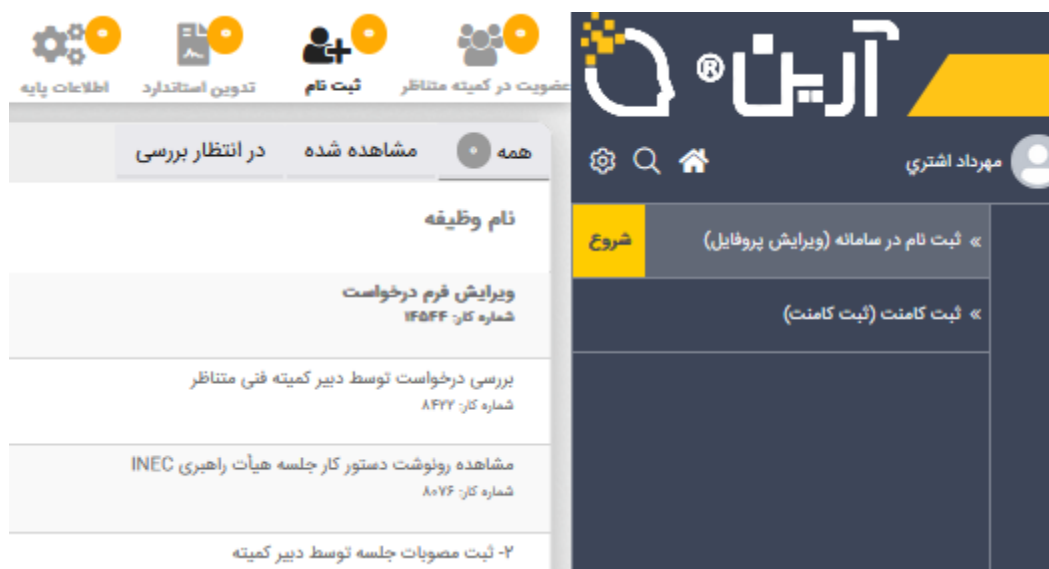 آرین®
مهرداد اشتري
» ثبت نام در سامانه (ویرایش پروفایل)
شروع
» ثبت کامنت (ثبت کامنت)
عضویت در کمیته متناظر
ثبت نام
تدوین استاندارد
اطلاعات پایه
همه ۰ مشاهده شده در انتظار بررسی
نام وظیفه
ویرایش فرم درخواست
شماره کار: ۱۴۵۴۴
بررسی درخواست توسط دبیر کمیته فنی متناظر
شماره کار: ۸۴۲۲
مشاهده رونوشت دستور کار جلسه هیأت راهبری INEC
شماره کار: ۸۰۷۶
۲- ثبت مصوبات جلسه توسط دبیر کمیته